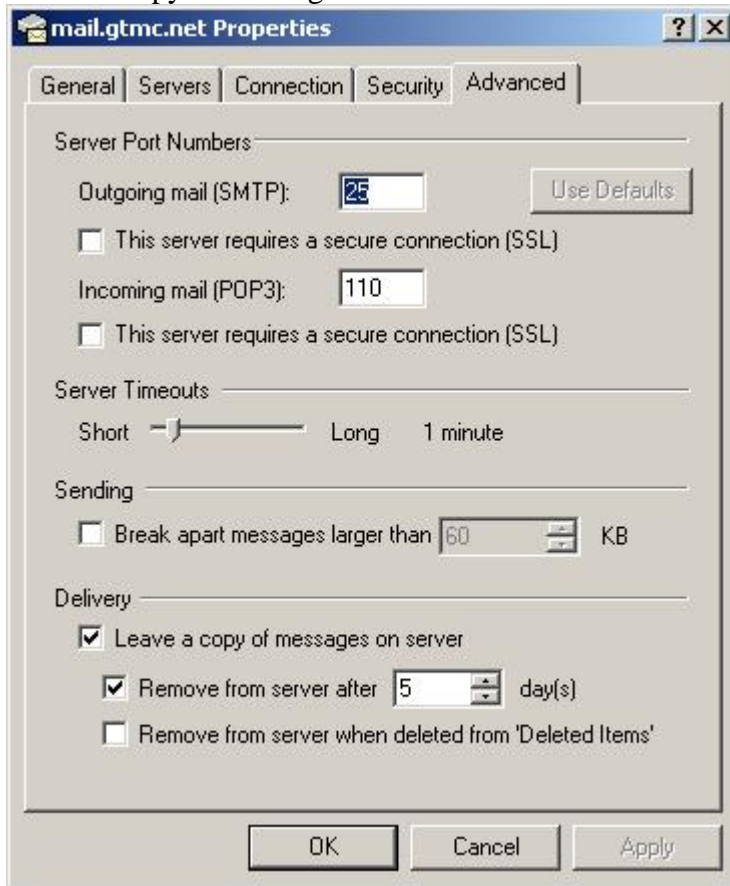 mail.gtmc.net Properties
General Servers Connection Security Advanced
Server Port Numbers
Outgoing mail (SMTP): 25 Use Defaults
This server requires a secure connection (SSL)
Incoming mail (POP3): 110
This server requires a secure connection (SSL)
Server Timeouts
Short Long 1 minute
Sending
Break apart messages larger than 60 KB
Delivery
Leave a copy of messages on server
Remove from server after 5 day(s)
Remove from server when deleted from 'Deleted Items'
OK Cancel Apply